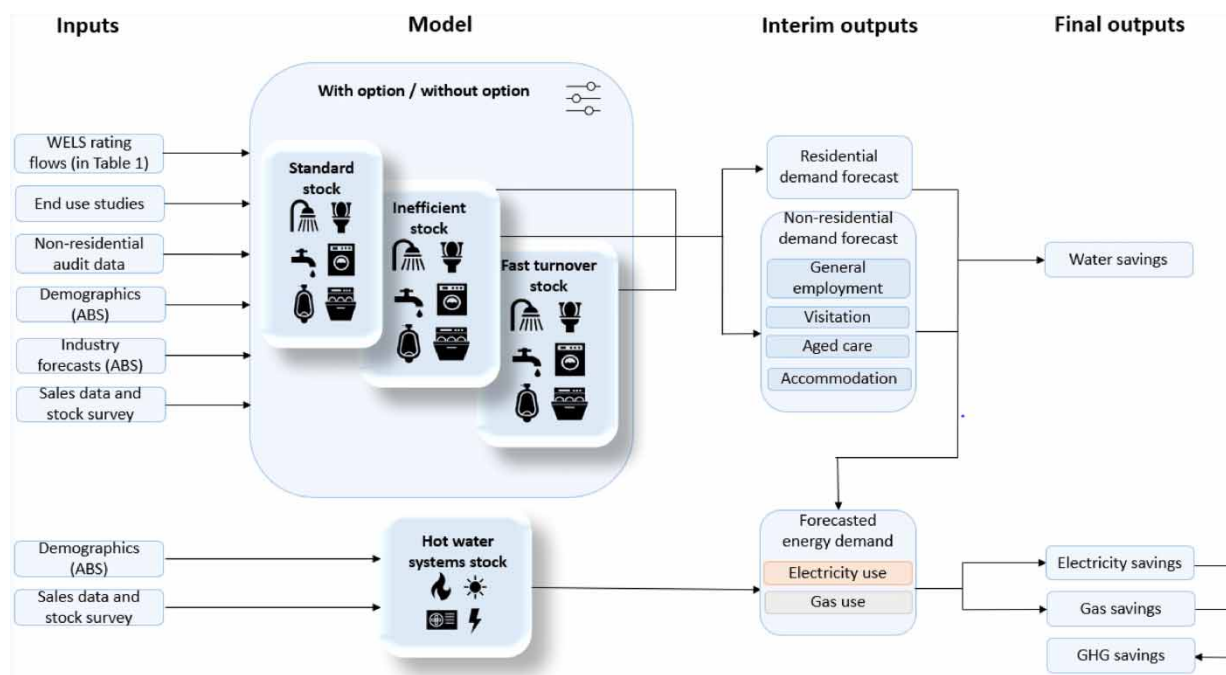 Inputs
Model
Interim outputs
Final outputs
With option / without option
WELS rating
flows (in Table 1)
End use studies
Non-residential
audit data
Demographics
(ABS)
Industry
forecasts (ABS)
Sales data and
stock survey
Standard
stock
Inefficient
stock
Fast turnover
stock
Residential
demand forecast
Non-residential
demand forecast
General
employment
Visitation
Aged care
Accommodation
Water savings
Demographics
(ABS)
Sales data and
stock survey
Hot water
systems stock
Forecasted
energy demand
Electricity use
Gas use
Electricity savings
Gas savings
GHG savings